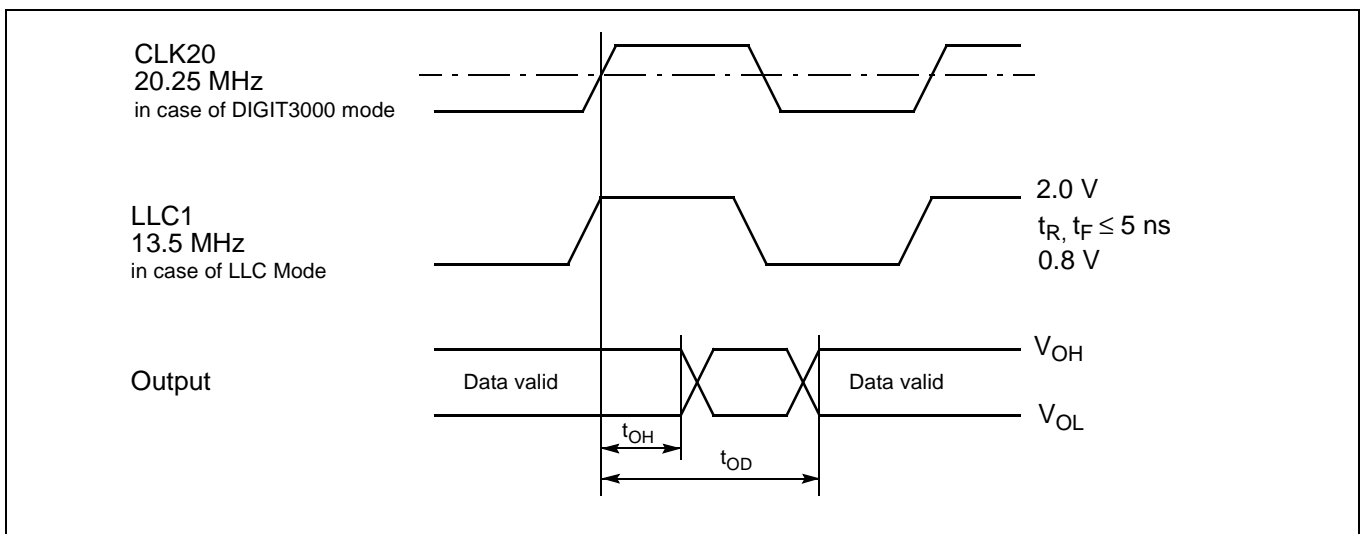 CLK20
20.25 MHz
in case of DIGIT3000 mode
LLC1
13.5 MHz
in case of LLC Mode
2.0 V
tR, tF ≤ 5 ns
0.8 V
Output
Data valid
Data valid
VOH
VOL
tOH
tOD